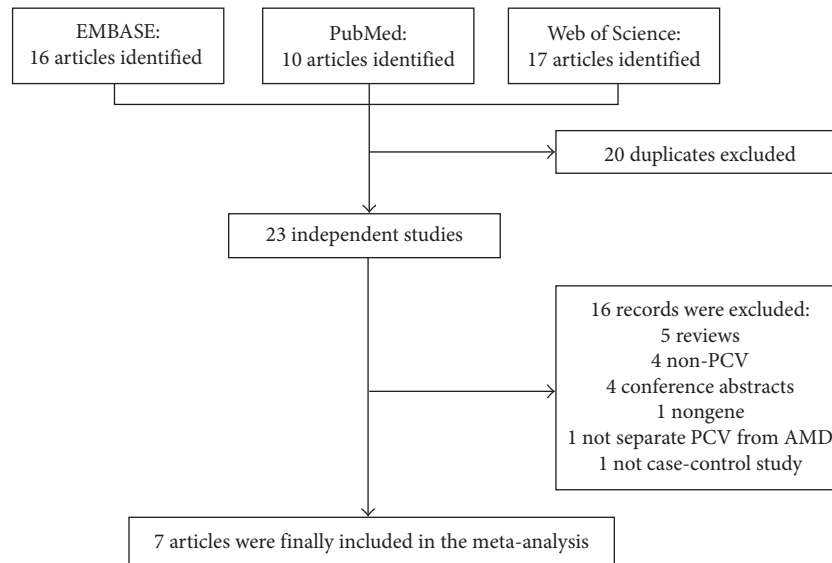 EMBASE:
16 articles identified
PubMed:
10 articles identified
Web of Science:
17 articles identified
20 duplicates excluded
23 independent studies
16 records were excluded:
5 reviews
4 non-PCV
4 conference abstracts
1 nongene
1 not separate PCV from AMD
1 not case-control study
7 articles were finally included in the meta-analysis